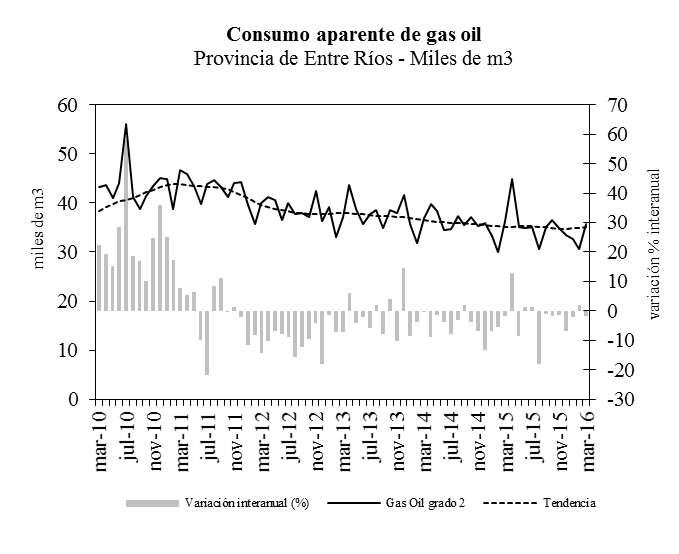 Consumo aparente de gas oil
Provincia de Entre Ríos - Miles de m3
60
50
40
30
20
10
0
miles de m3
70
60
50
40
30
20
10
0
-10
-20
-30
variación % interanual
mar-10
jul-10
nov-10
mar-11
jul-11
nov-11
mar-12
jul-12
nov-12
mar-13
jul-13
nov-13
mar-14
jul-14
nov-14
mar-15
jul-15
nov-15
mar-16
Variación interanual (%)
Gas Oil grado 2
Tendencia